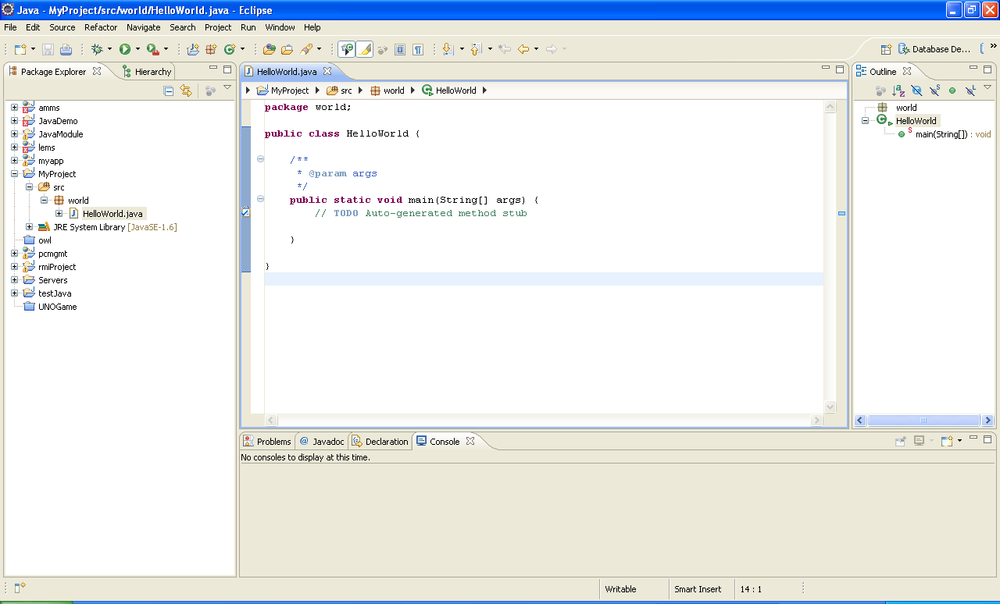 Java - MyProject/src/world/HelloWorld.java - Eclipse
File Edit Source Refactor Navigate Search Project Run Window Help
Database De...
Package Explorer
Hierarchy
amms
JavaDemo
JavaModule
lems
myapp
MyProject
src
world
HelloWorld.java
JRE System Library [JavaSE-1.6]
owl
pcmgmt
rmiProject
Servers
testJava
UNOGame
HelloWorld.java
MyProject src world HelloWorld
package world;
public class HelloWorld {
/**
* @param args
*/
public static void main(String[] args) {
// TODO Auto-generated method stub
}
}
Outline
world
HelloWorld
main(String[]) : void
Problems @ Javadoc Declaration Console
No consoles to display at this time.
Writable Smart Insert 14 : 1